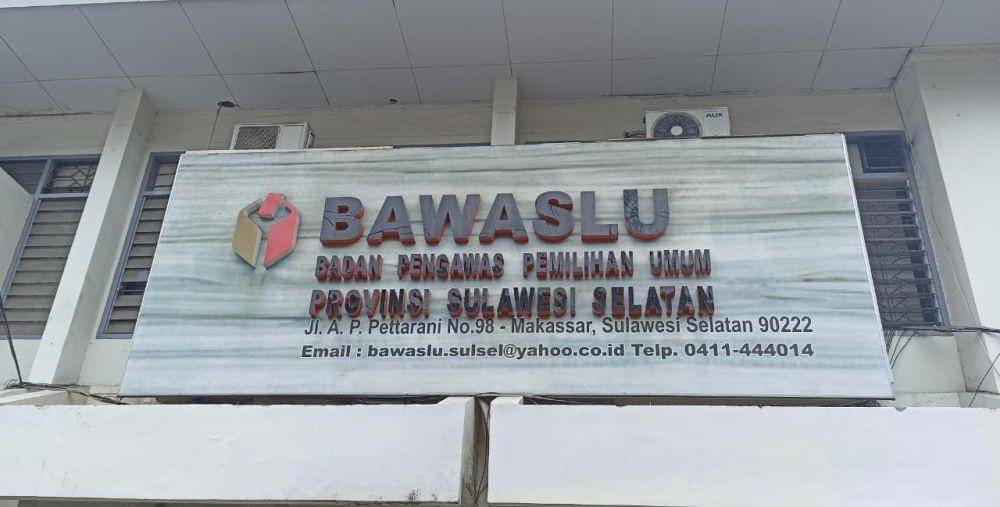 AUX
BAWASLU
BADAN PENGAWAS PEMILIHAN UMUM
PROVINSI SULAWESI SELATAN
Jl. A. P. Pettarani No.98 - Makassar, Sulawesi Selatan 90222
Email : bawaslu.sulsel@yahoo.co.id Telp. 0411-444014